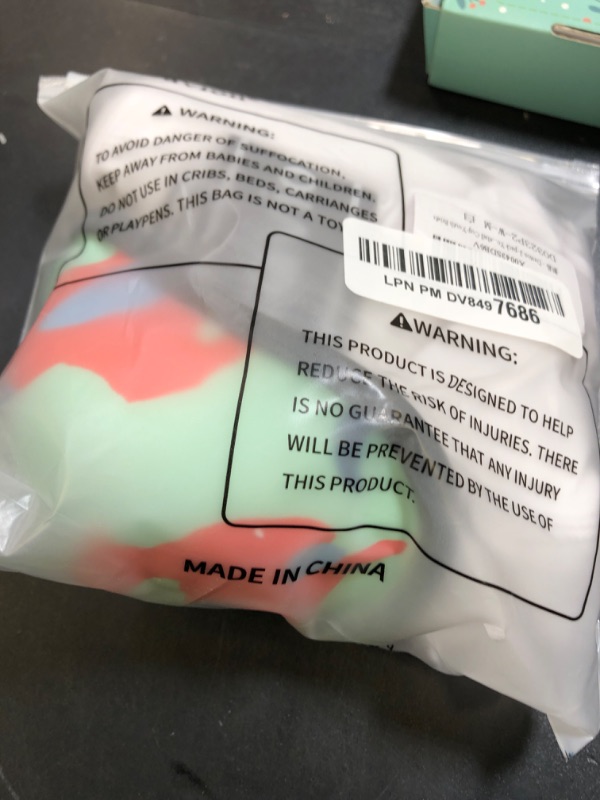 WARNING:
TO AVOID DANGER OF SUFFOCATION,
KEEP AWAY FROM BABIES AND CHILDREN.
DO NOT USE IN CRIBS, BEDS, CARRIANGES
OR PLAYPENS. THIS BAG IS NOT A TOY
LPN PM DV849 7686
WARNING:
THIS PRODUCT IS DESIGNED TO HELP
REDUCE THE RISK OF INJURIES. THERE
IS NO GUARANTEE THAT ANY INJURY
WILL BE PREVENTED BY THE USE OF
THIS PRODUCT.
MADE IN CHINA